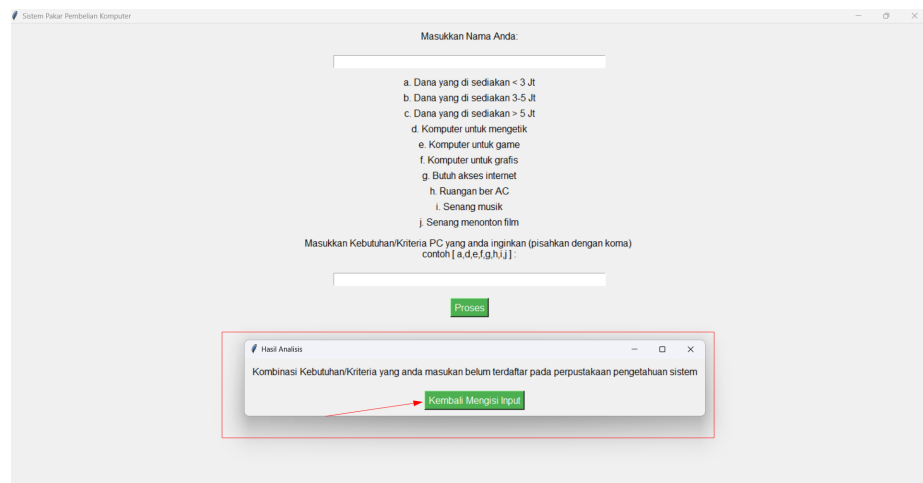 Sistem Pakar Pembelian Komputer
Masukkan Nama Anda:
a. Dana yang di sediakan < 3 Jt
b. Dana yang di sediakan 3-5 Jt
c. Dana yang di sediakan > 5 Jt
d. Komputer untuk mengetik
e. Komputer untuk game
f. Komputer untuk grafis
g. Butuh akses internet
h. Ruangan ber AC
i. Senang musik
j. Senang menonton film
Masukkan Kebutuhan/Kriteria PC yang anda inginkan (pisahkan dengan koma)
contoh [ a,d,e,f,g,h,i,j ] :
Proses
Hasil Analisis
Kombinasi Kebutuhan/Kriteria yang anda masukan belum terdaftar pada perpustakaan pengetahuan sistem
Kembali Mengisi Input